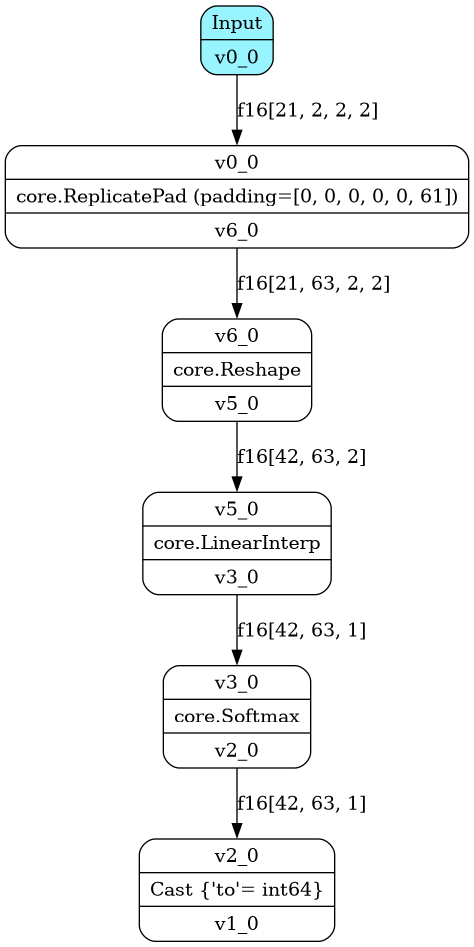 Input
v0_0
f16[21, 2, 2, 2]
v0_0
core.ReplicatePad (padding=[0, 0, 0, 0, 0, 61])
v6_0
f16[21, 63, 2, 2]
v6_0
core.Reshape
v5_0
f16[42, 63, 2]
v5_0
core.LinearInterp
v3_0
f16[42, 63, 1]
v3_0
core.Softmax
v2_0
f16[42, 63, 1]
v2_0
Cast {'to'= int64}
v1_0